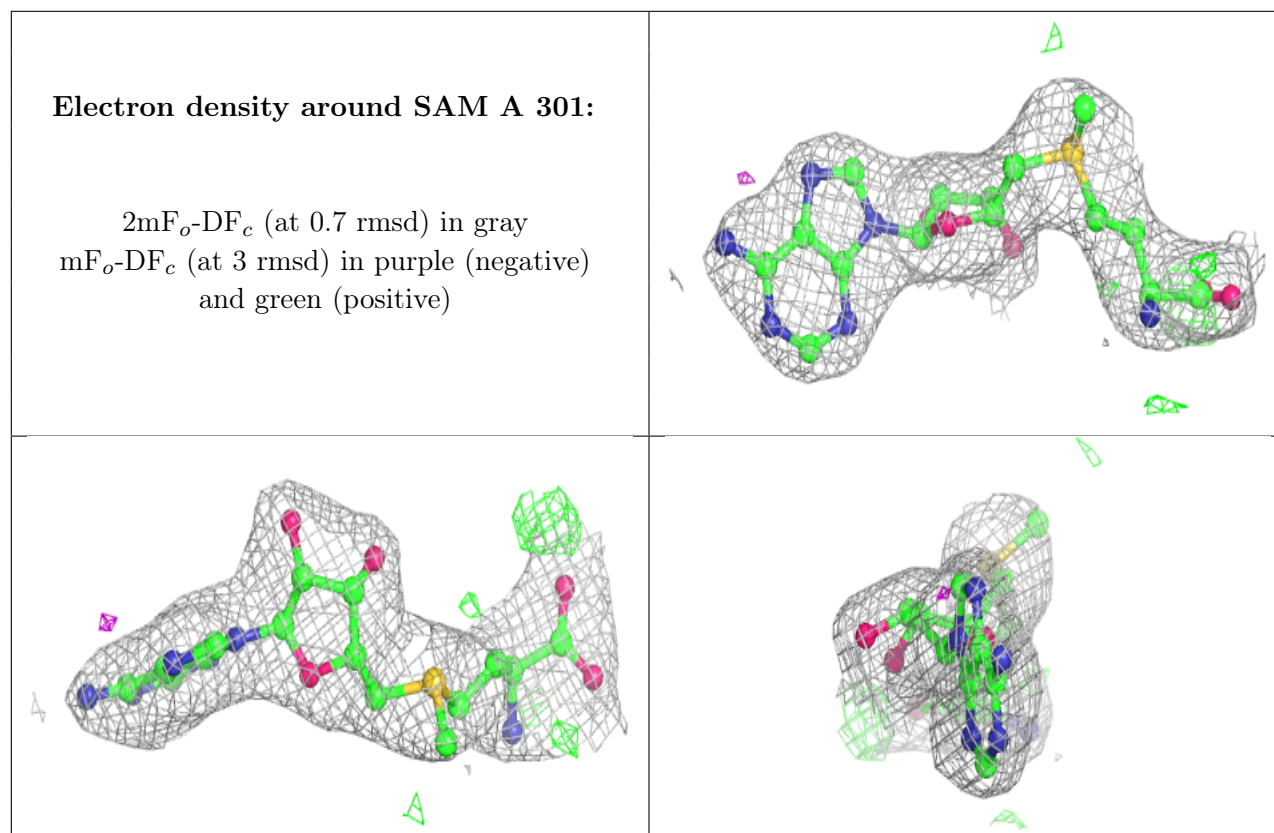 Electron density around SAM A 301:
2mFo-DFc (at 0.7 rmsd) in gray
mFo-DFc (at 3 rmsd) in purple (negative)
and green (positive)